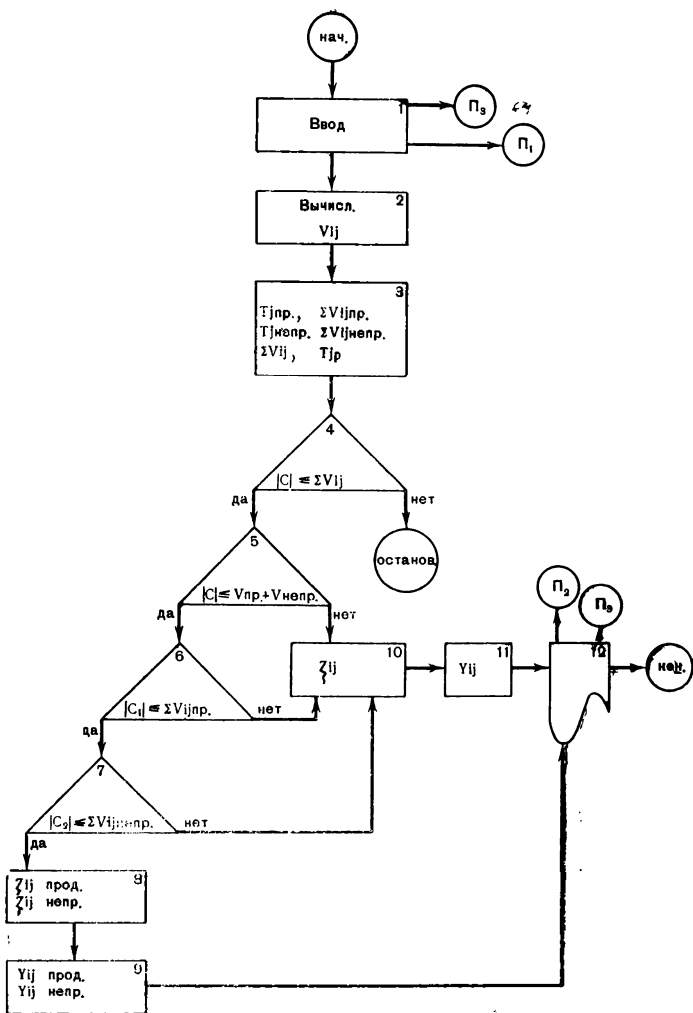 нач.
1
Ввод
П₃
П₁
2
Вычисл.
Vij
3
Tjпр., ΣVijпр.
Tjнепр. ΣVijнепр.
ΣVij, Tjр
4
|C| ≤ ΣVij
да
нет
5
останов
|C| ≤ Vпр.+Vнепр.
да
нет
П₂
П₃
6
10
ζij
11
Yij
12
кон.
|C₁| ≤ ΣVijпр.
да
нет
7
|C₂| ≤ ΣVijнепр.
да
нет
8
ζij прод.
ζij непр.
9
Yij прод.
Yij непр.